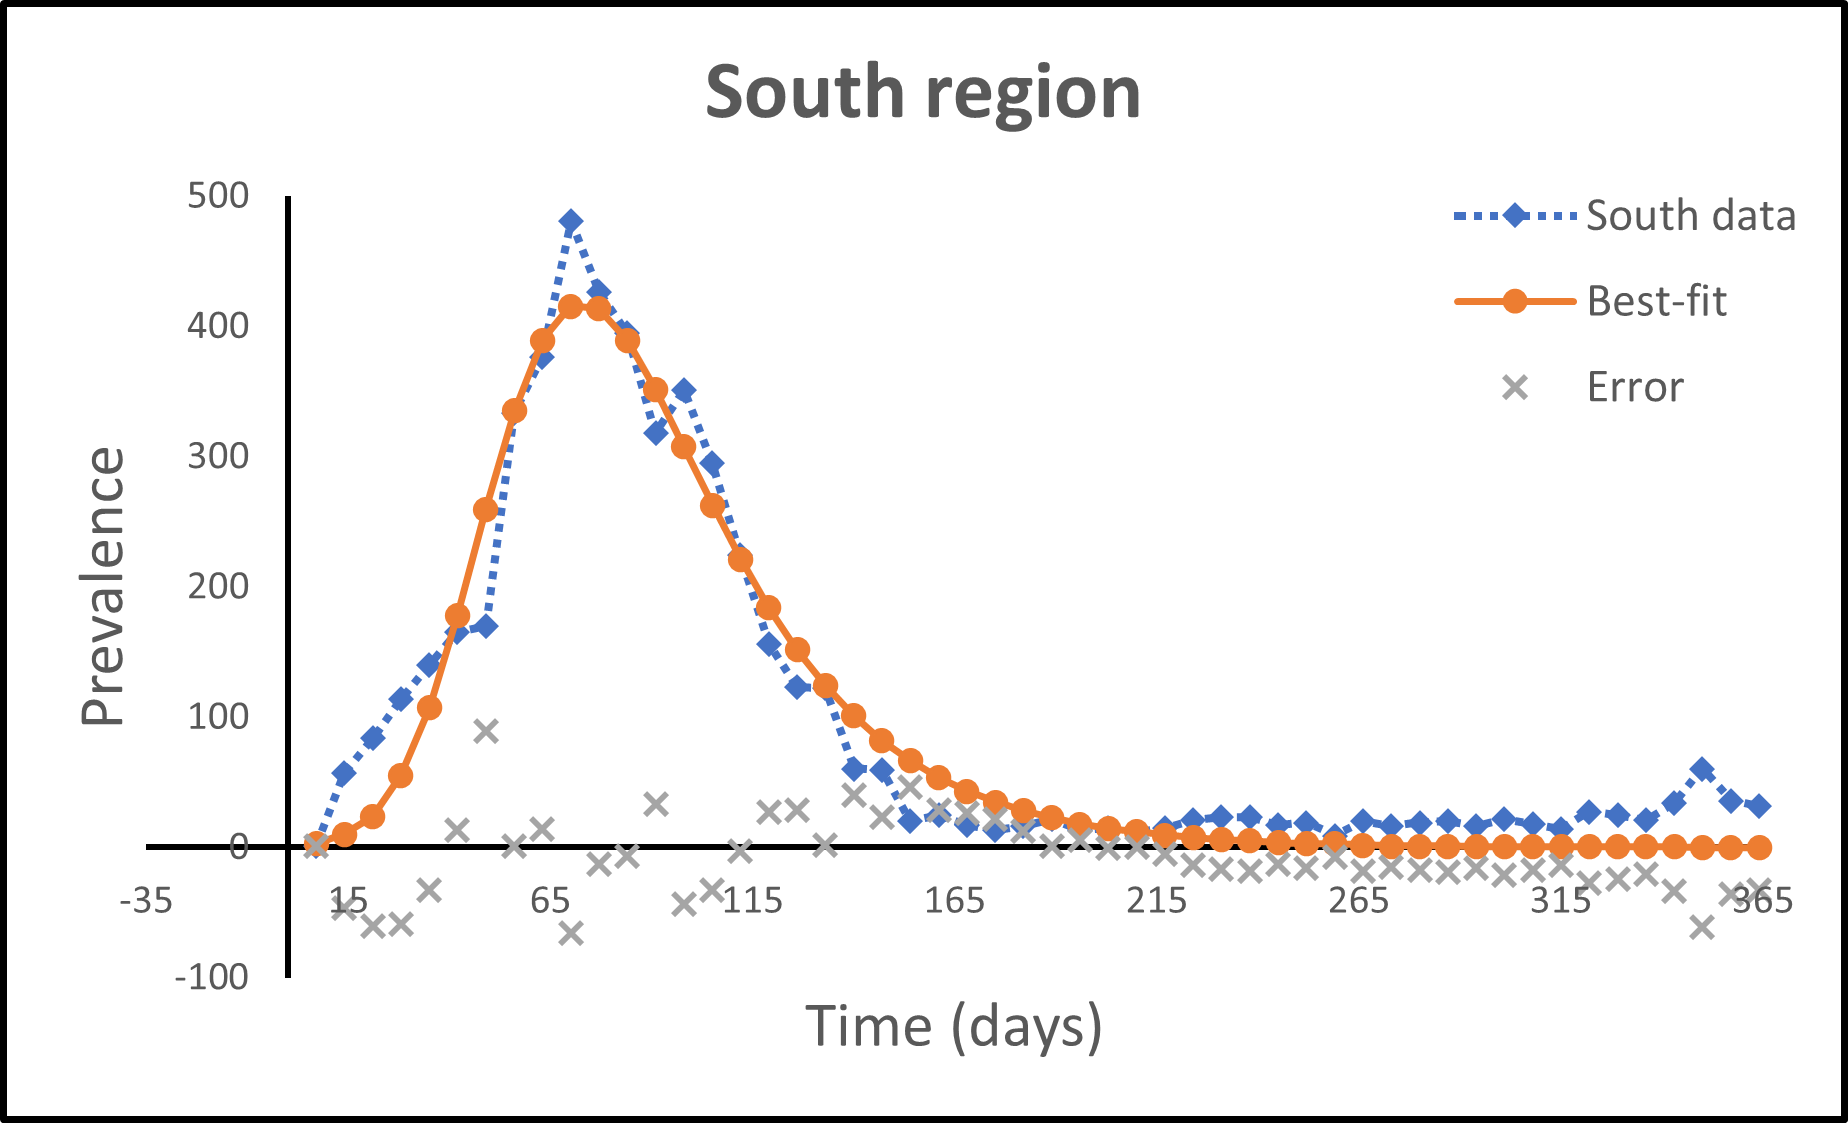 South region
500
400
300
200
100
0
-100
-35 15 65 115 165 215 265 315 365
Prevalence
Time (days)
South data
Best-fit
Error